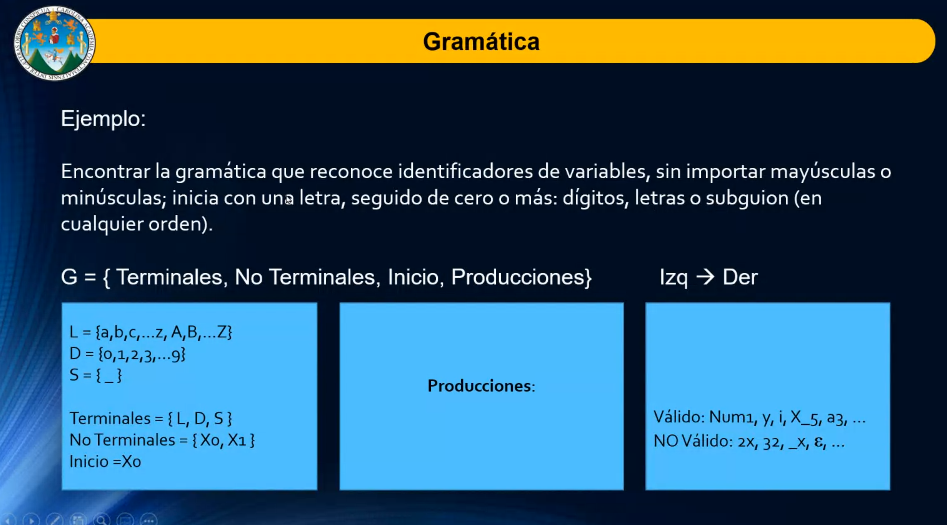 Gramática
Ejemplo:
Encontrar la gramática que reconoce identificadores de variables, sin importar mayúsculas o
minúsculas; inicia con una letra, seguido de cero o más: dígitos, letras o subguion (en
cualquier orden).
G = { Terminales, No Terminales, Inicio, Producciones}
Izq → Der
L = {a,b,c,...z, A,B,...Z}
D = {0,1,2,3,...9}
S = { _ }
Terminales = { L, D, S }
No Terminales = { X0, X1 }
Inicio =X0
Producciones:
Válido: Num1, y, i, X_5, a3, ...
NO Válido: 2x, 32, _x, ε, ...